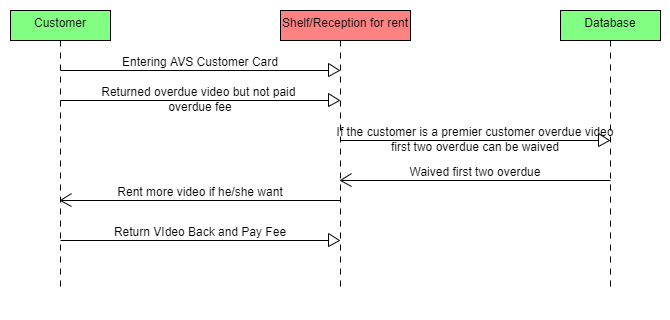 Customer
Shelf/Reception for rent
Database
Entering AVS Customer Card
Returned overdue video but not paid
overdue fee
If the customer is a premier customer overdue video
first two overdue can be waived
Waived first two overdue
Rent more video if he/she want
Return VIdeo Back and Pay Fee